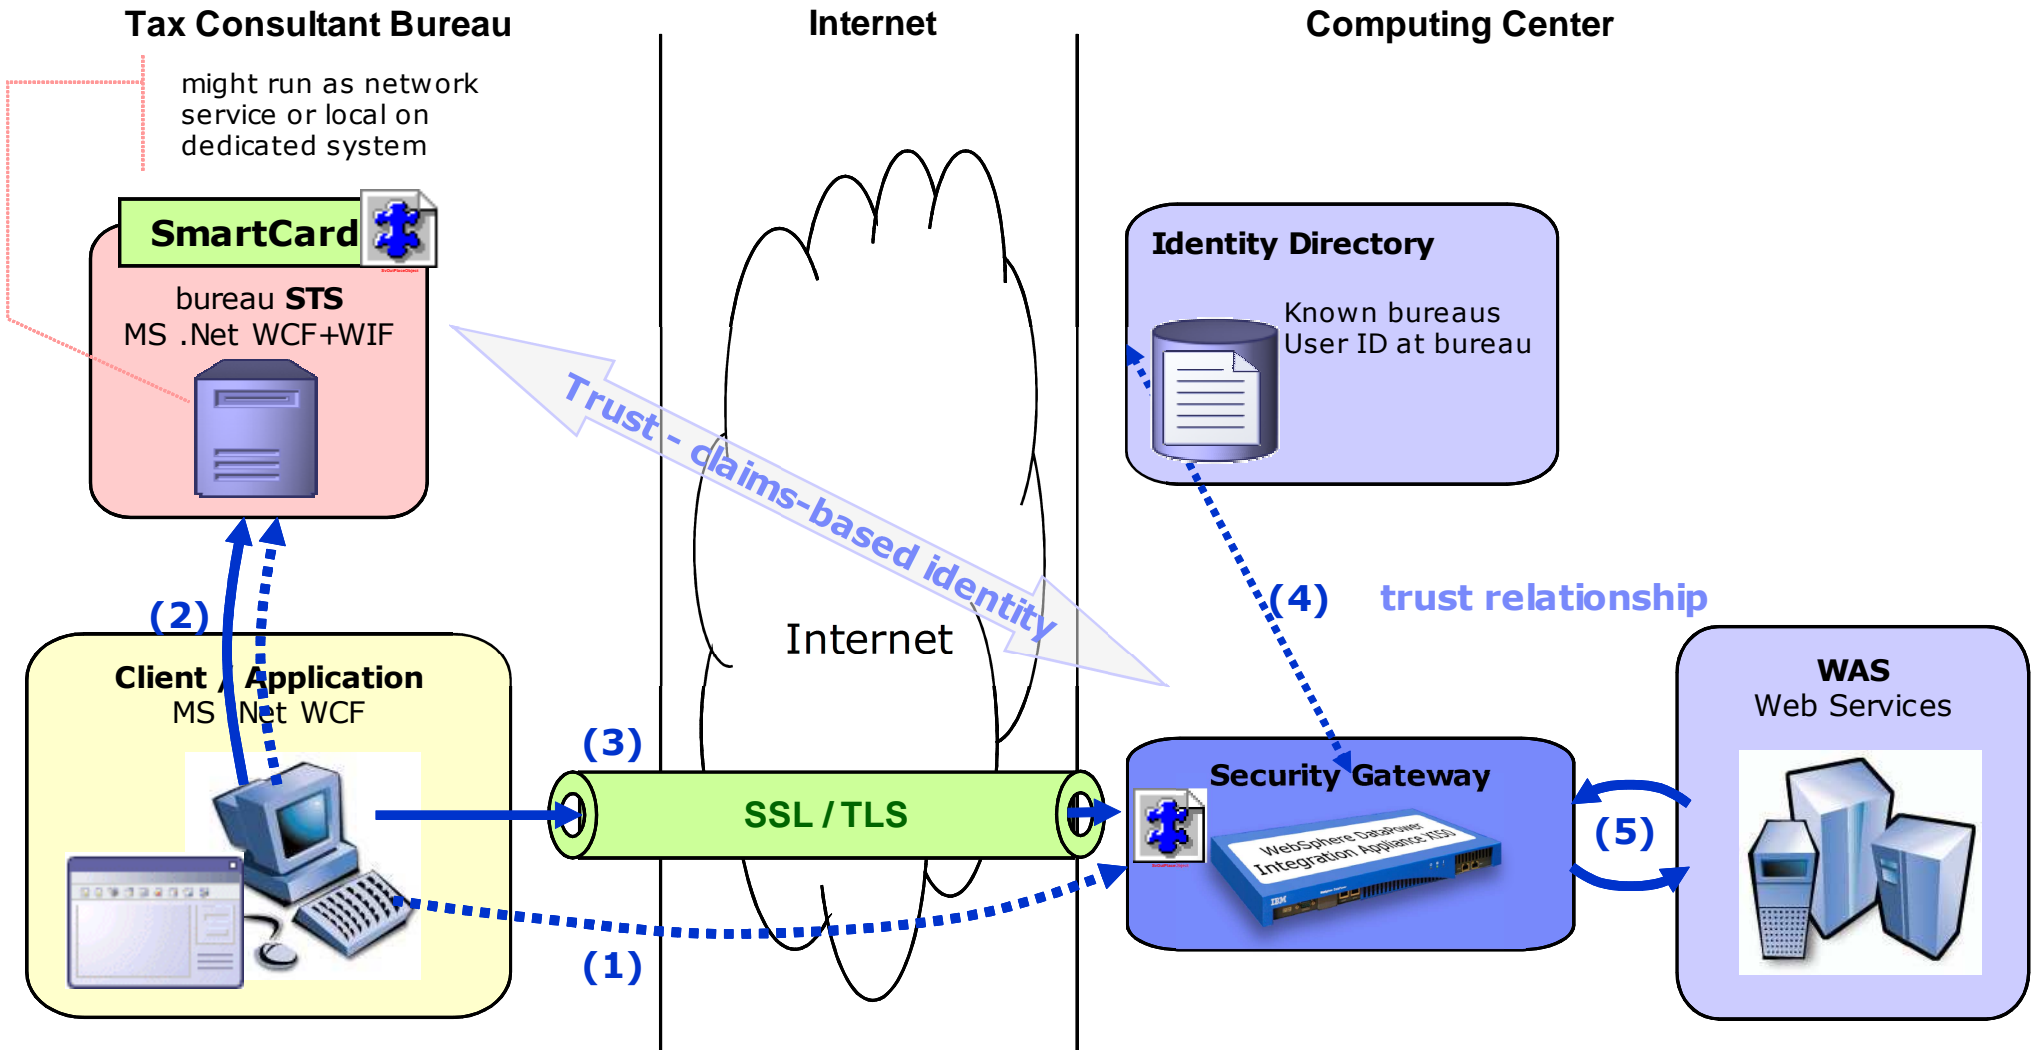 Tax Consultant Bureau
Internet
Computing Center
might run as network
service or local on
dedicated system
SmartCard
bureau STS
MS .Net WCF+WIF
Identity Directory
Known bureaus
User ID at bureau
Trust - claims-based identity
(2)
(4)
trust relationship
Internet
Client / Application
MS .Net WCF
WAS
Web Services
(3)
SSL / TLS
Security Gateway
WebSphere DataPower
Integration Appliance XI50
IBM
(5)
(1)